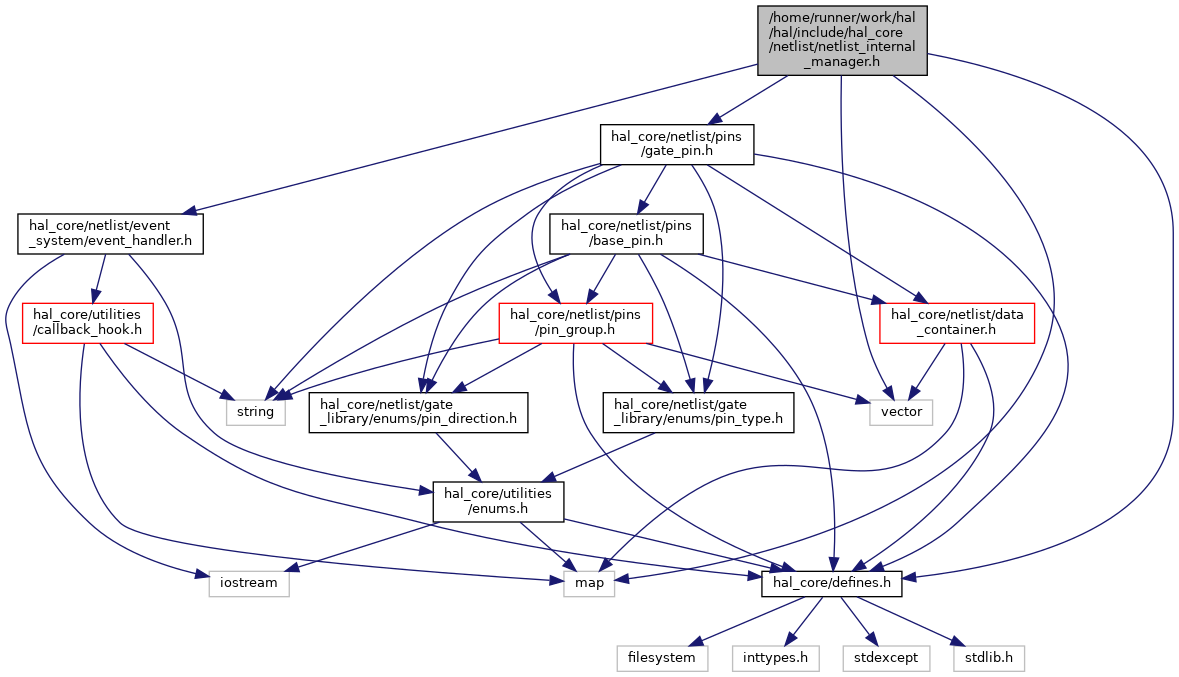 /home/runner/work/hal
/hal/include/hal_core
/netlist/netlist_internal
_manager.h
hal_core/netlist/pins
/gate_pin.h
hal_core/netlist/event
_system/event_handler.h
hal_core/netlist/pins
/base_pin.h
hal_core/utilities
/callback_hook.h
hal_core/netlist/pins
/pin_group.h
hal_core/netlist/data
_container.h
string
hal_core/netlist/gate
_library/enums/pin_direction.h
hal_core/netlist/gate
_library/enums/pin_type.h
vector
hal_core/utilities
/enums.h
iostream
map
hal_core/defines.h
filesystem
inttypes.h
stdexcept
stdlib.h